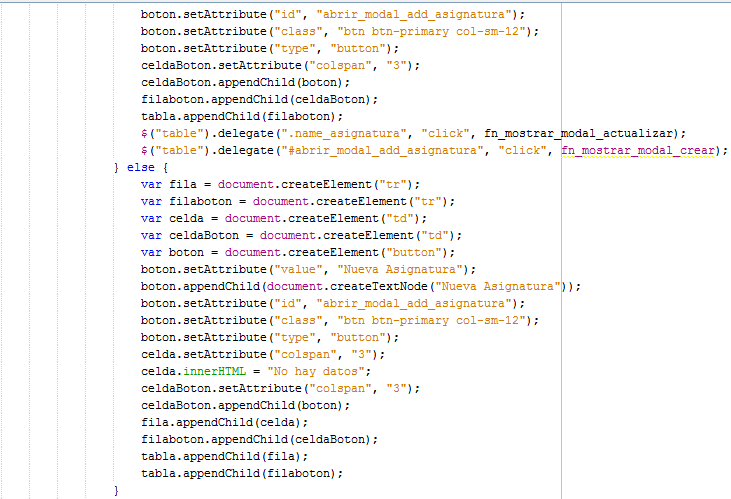 boton.setAttribute("id", "abrir_modal_add_asignatura");
boton.setAttribute("class", "btn btn-primary col-sm-12");
boton.setAttribute("type", "button");
celdaBoton.setAttribute("colspan", "3");
celdaBoton.appendChild(boton);
filaboton.appendChild(celdaBoton);
tabla.appendChild(filaboton);
$("table").delegate(".name_asignatura", "click", fn_mostrar_modal_actualizar);
$("table").delegate("#abrir_modal_add_asignatura", "click", fn_mostrar_modal_crear);
} else {
var fila = document.createElement("tr");
var filaboton = document.createElement("tr");
var celda = document.createElement("td");
var celdaBoton = document.createElement("td");
var boton = document.createElement("button");
boton.setAttribute("value", "Nueva Asignatura");
boton.appendChild(document.createTextNode("Nueva Asignatura"));
boton.setAttribute("id", "abrir_modal_add_asignatura");
boton.setAttribute("class", "btn btn-primary col-sm-12");
boton.setAttribute("type", "button");
celda.setAttribute("colspan", "3");
celda.innerHTML = "No hay datos";
celdaBoton.setAttribute("colspan", "3");
celdaBoton.appendChild(boton);
fila.appendChild(celda);
filaboton.appendChild(celdaBoton);
tabla.appendChild(fila);
tabla.appendChild(filaboton);
}